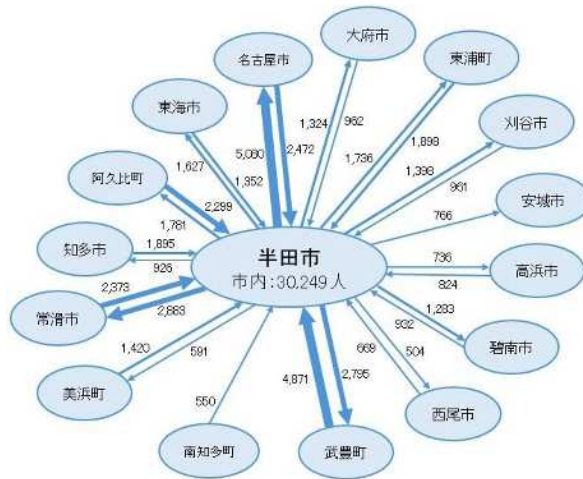 大府市
名古屋市
東浦町
東海市
刈谷市
1,324
962
1,898
1,627
5,080
2,472
1,736
1,398
阿久比町
1,352
961
2,299
安城市
1,781
766
知多市
1,895
半田市
736
高浜市
926
市内:30,249人
824
2,373
常滑市
2,883
932
1,283
碧南市
1,420
591
669
504
美浜町
4,871
2,795
550
西尾市
南知多町
武豊町